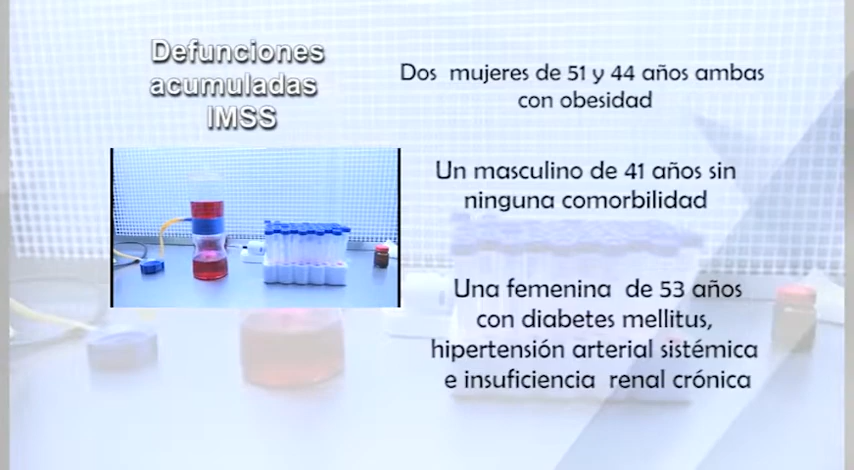 Defunciones
acumuladas
IMSS
Dos mujeres de 51 y 44 años ambas
con obesidad
Un masculino de 41 años sin
ninguna comorbilidad
Una femenina de 53 años
con diabetes mellitus,
hipertensión arterial sistémica
e insuficiencia renal crónica